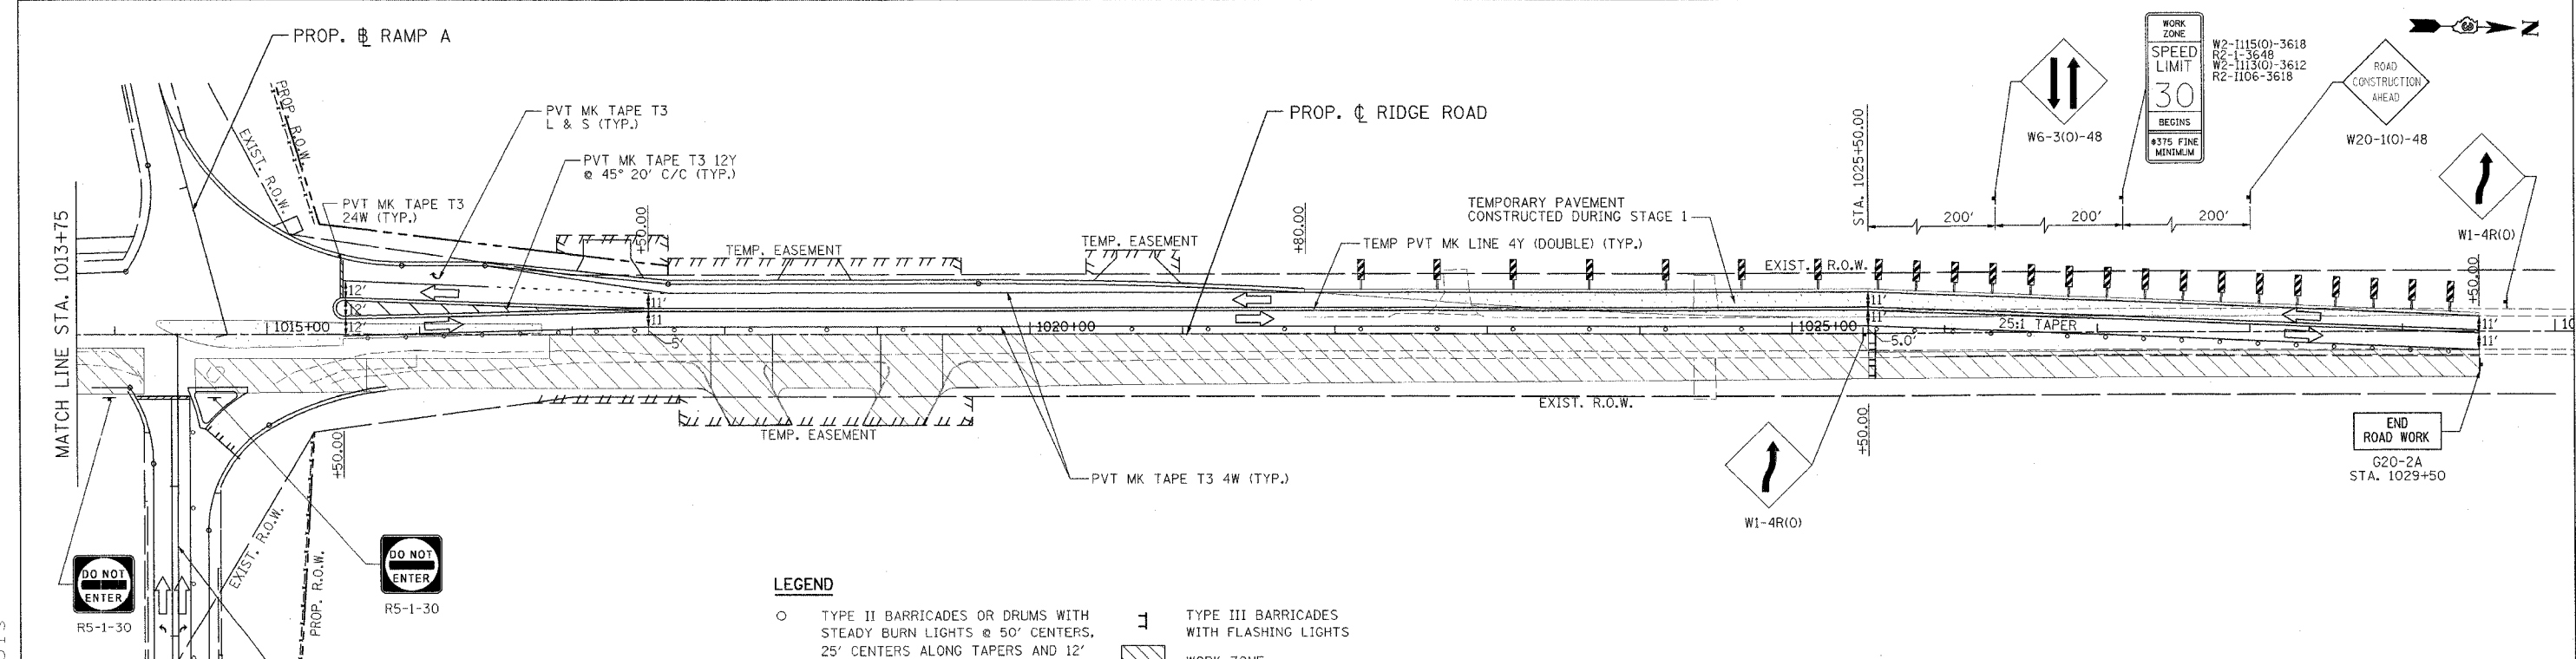 PROP. ℄ RIDGE ROAD
PROP. B RAMP A
PROP. R.O.W.
EXIST. R.O.W.
PVT MK TAPE T3
L & S (TYP.)
PVT MK TAPE T3 12Y
@ 45° 20' C/C (TYP.)
PVT MK TAPE T3
24W (TYP.)
MATCH LINE STA. 1013+75
+50.00
TEMP. EASEMENT
TEMP. EASEMENT
+80.00
TEMPORARY PAVEMENT
CONSTRUCTED DURING STAGE 1
TEMP PVT MK LINE 4Y (DOUBLE) (TYP.)
EXIST. R.O.W.
STA. 1025+50.00
200'
200'
200'
W6-3(O)-48
WORK
ZONE
SPEED
LIMIT
30
BEGINS
$375 FINE
MINIMUM
W2-I115(O)-3618
R2-1-3648
W2-I113(O)-3612
R2-I106-3618
ROAD
CONSTRUCTION
AHEAD
W20-1(O)-48
N
W1-4R(O)
+50.00
12'
12'
12'
11'
11
5'
1015+00
1020+00
1025+00
11'
11'
5.0'
25:1 TAPER
11'
11'
10
EXIST. R.O.W.
TEMP. EASEMENT
+50.00
+50.00
PVT MK TAPE T3 4W (TYP.)
W1-4R(O)
END
ROAD WORK
G20-2A
STA. 1029+50
DO NOT
ENTER
R5-1-30
DO NOT
ENTER
R5-1-30
EXIST. R.O.W.
PROP. R.O.W.
LEGEND
TYPE II BARRICADES OR DRUMS WITH
STEADY BURN LIGHTS @ 50' CENTERS,
25' CENTERS ALONG TAPERS AND 12'
TYPE III BARRICADES
WITH FLASHING LIGHTS
WORK ZONE